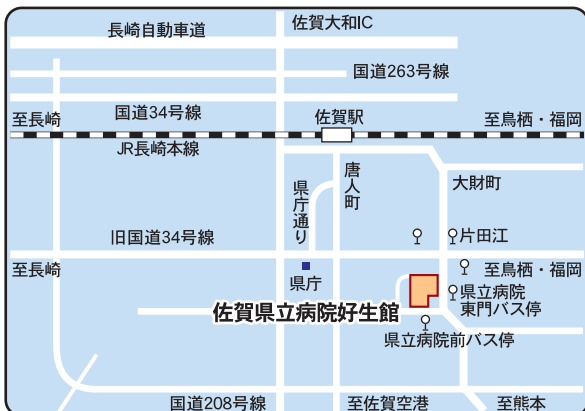 長崎自動車道
佐賀大和IC
国道263号線
国道34号線
佐賀駅
至長崎
至鳥栖・福岡
JR長崎本線
唐人町
大財町
県庁通り
旧国道34号線
片田江
至長崎
県庁
至鳥栖・福岡
県立病院
東門バス停
佐賀県立病院好生館
県立病院前バス停
国道208号線
至佐賀空港
至熊本